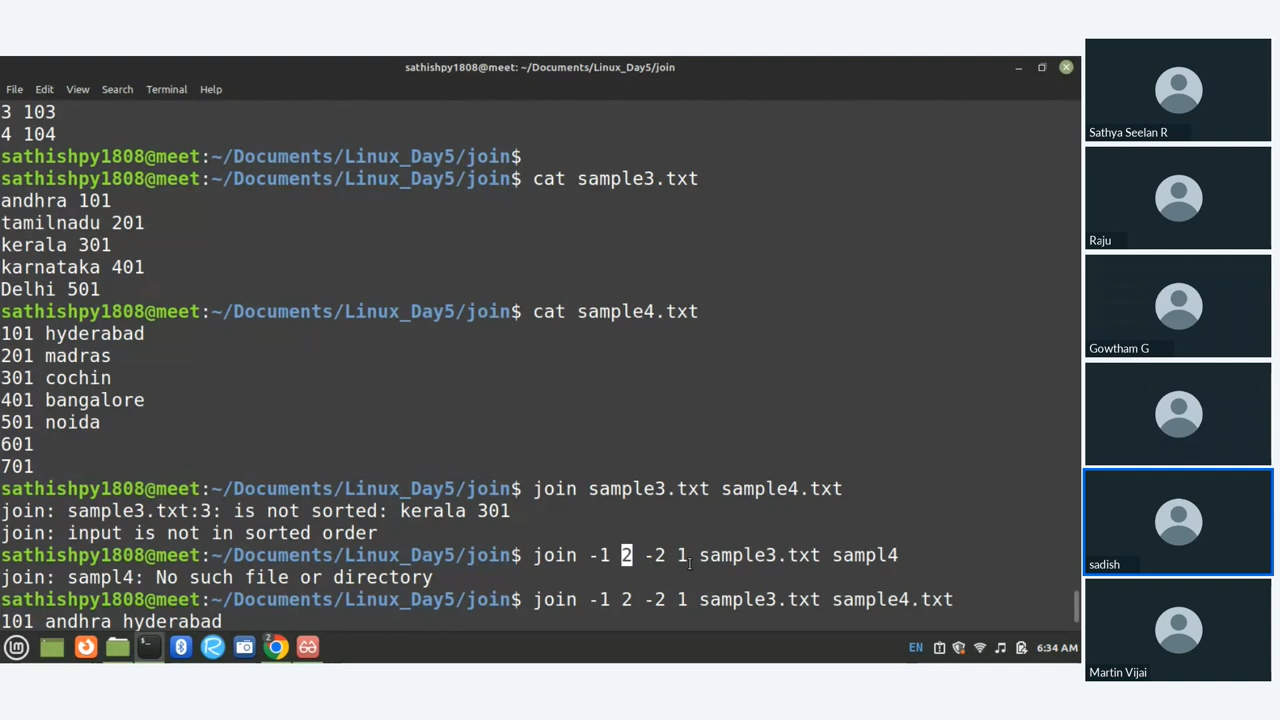 sathishpy1808@meet: ~/Documents/Linux_Day5/join
File Edit View Search Terminal Help
3 103
4 104
sathishpy1808@meet:~/Documents/Linux_Day5/join$
sathishpy1808@meet:~/Documents/Linux_Day5/join$ cat sample3.txt
andhra 101
tamilnadu 201
kerala 301
karnataka 401
Delhi 501
sathishpy1808@meet:~/Documents/Linux_Day5/join$ cat sample4.txt
101 hyderabad
201 madras
301 cochin
401 bangalore
501 noida
601
701
sathishpy1808@meet:~/Documents/Linux_Day5/join$ join sample3.txt sample4.txt
join: sample3.txt:3: is not sorted: kerala 301
join: input is not in sorted order
sathishpy1808@meet:~/Documents/Linux_Day5/join$ join -1 2 -2 1 sample3.txt sampl4
join: sampl4: No such file or directory
sathishpy1808@meet:~/Documents/Linux_Day5/join$ join -1 2 -2 1 sample3.txt sample4.txt
101 andhra hyderabad
2
EN 6:34 AM
Sathya Seelan R
Raju
Gowtham G
sadish
Martin Vijai